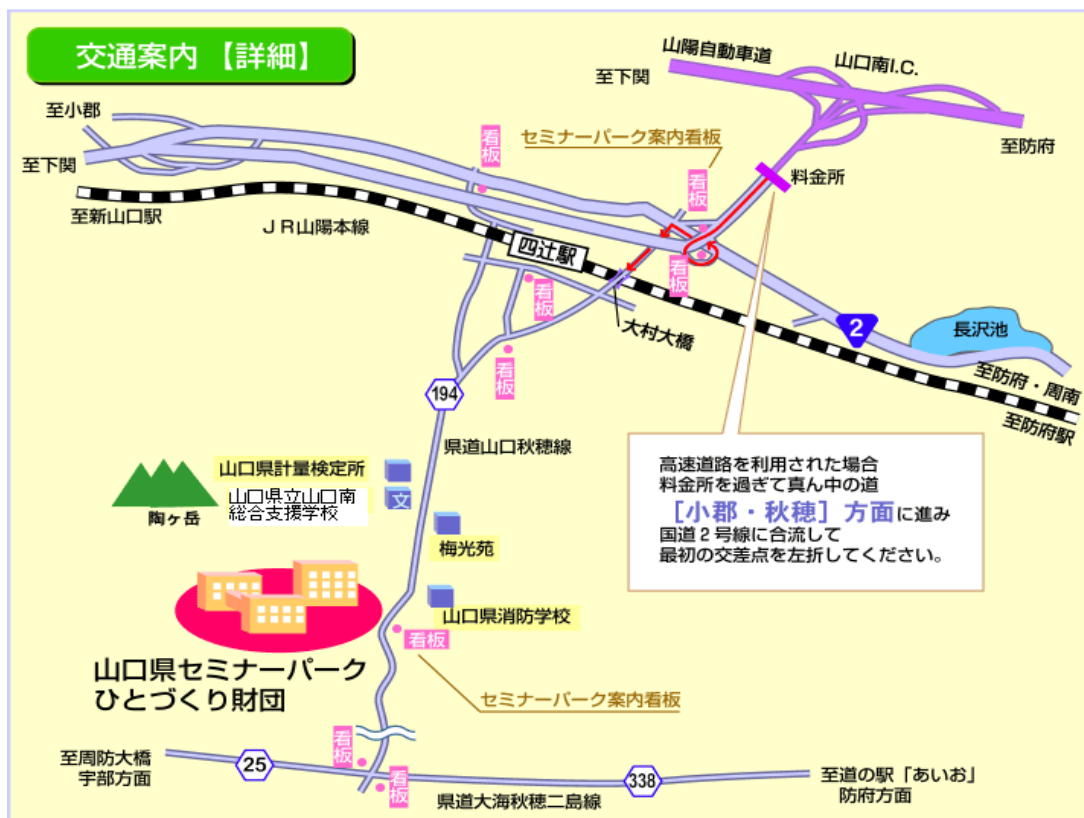 交通案内【詳細】
山陽自動車道
山口南I.C.
至下関
至小郡
至防府
看板
セミナーパーク案内看板
至下関
看板
料金所
至新山口駅
JR山陽本線
四辻駅
看板
看板
大村大橋
2
長沢池
看板
至防府・周南
至防府駅
194
県道山口秋穂線
高速道路を利用された場合
料金所を過ぎて真ん中の道
[小郡・秋穂]方面に進み
国道2号線に合流して
最初の交差点を左折してください。
山口県計量検定所
山口県立山口南
総合支援学校
文
陶ヶ岳
梅光苑
山口県消防学校
看板
山口県セミナーパーク
ひとづくり財団
セミナーパーク案内看板
看板
至周防大橋
宇部方面
25
338
至道の駅「あいお」
防府方面
看板
県道大海秋穂二島線